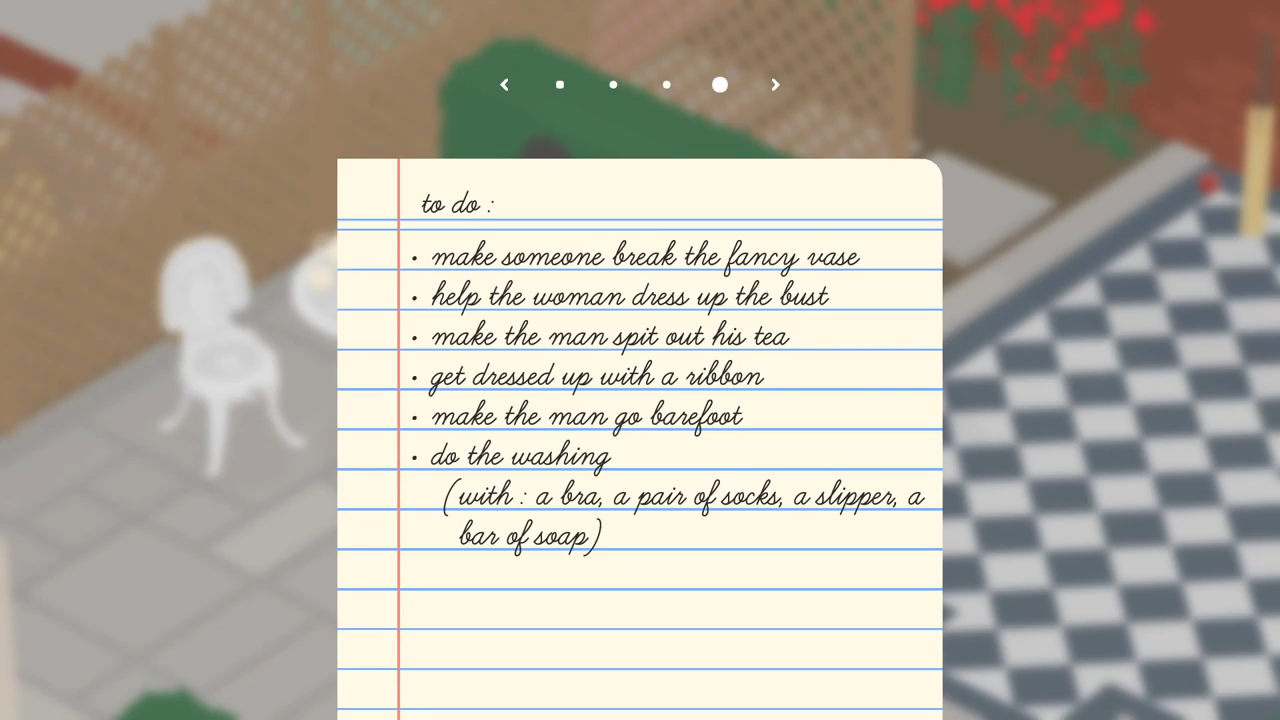 to do :
• make someone break the fancy vase
• help the woman dress up the bust
• make the man spit out his tea
• get dressed up with a ribbon
• make the man go barefoot
• do the washing
(with : a bra, a pair of socks, a slipper, a
bar of soap)